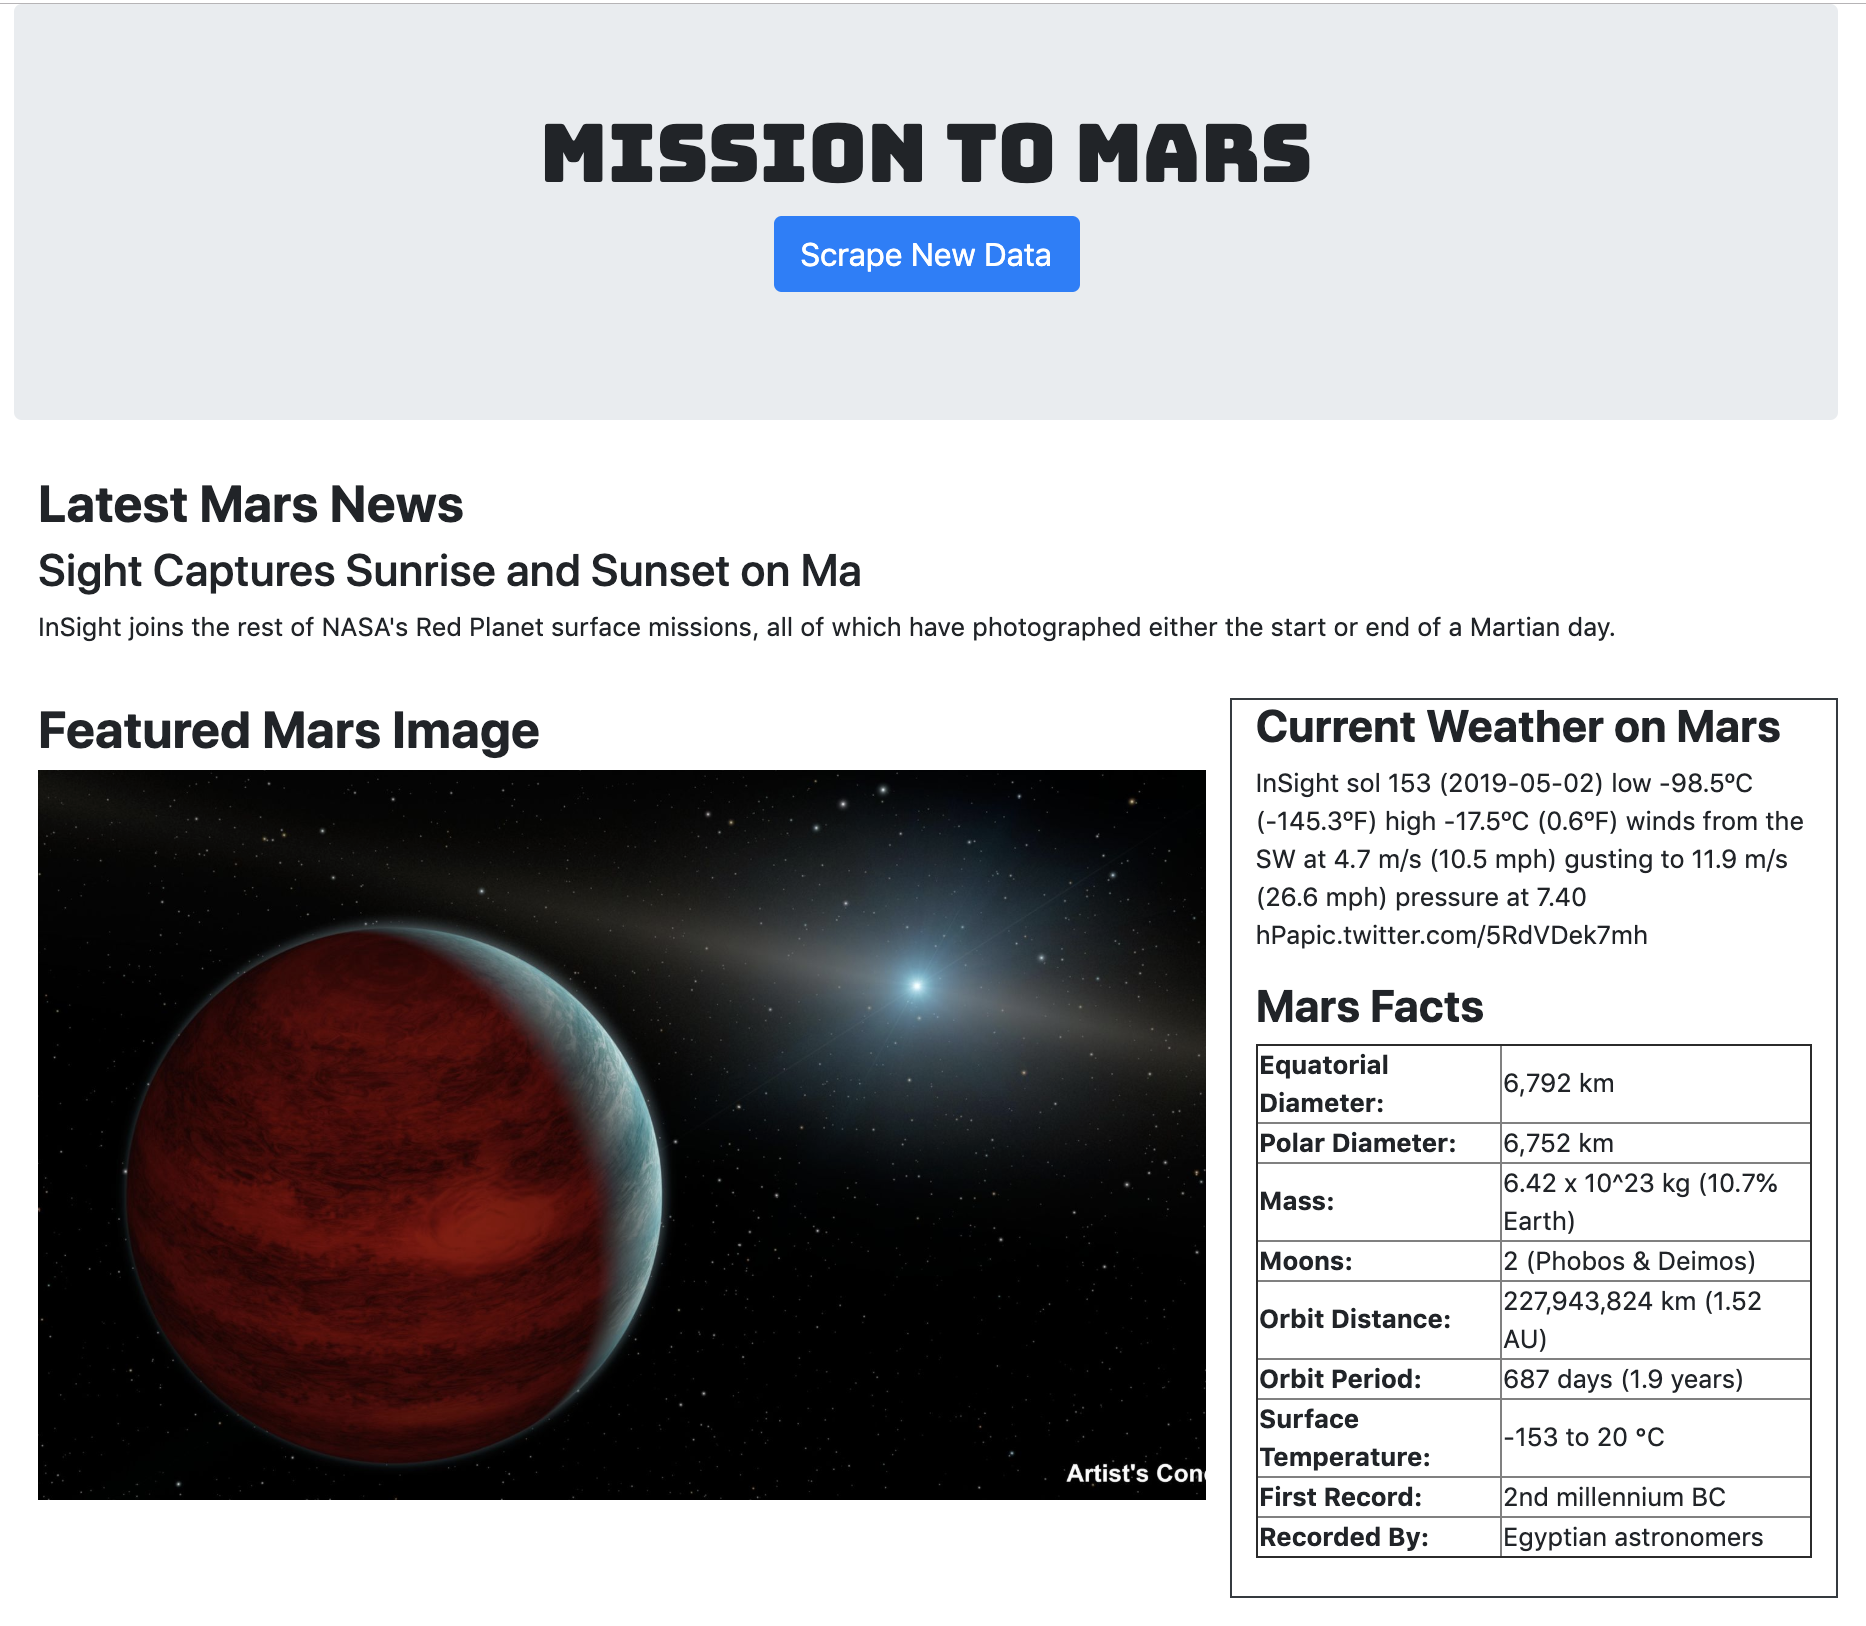 MISSION TO MARS
Scrape New Data
Latest Mars News
Sight Captures Sunrise and Sunset on Ma
InSight joins the rest of NASA's Red Planet surface missions, all of which have photographed either the start or end of a Martian day.
Featured Mars Image
Artist's Con
Current Weather on Mars
InSight sol 153 (2019-05-02) low -98.5ºC
(-145.3ºF) high -17.5ºC (0.6ºF) winds from the
SW at 4.7 m/s (10.5 mph) gusting to 11.9 m/s
(26.6 mph) pressure at 7.40
hPapic.twitter.com/5RdVDek7mh
Mars Facts
Equatorial
Diameter:
6,792 km
Polar Diameter: 6,752 km
Mass:
6.42 x 10^23 kg (10.7%
Earth)
Moons: 2 (Phobos & Deimos)
Orbit Distance:
227,943,824 km (1.52
AU)
Orbit Period: 687 days (1.9 years)
Surface
Temperature:
-153 to 20 °C
First Record: 2nd millennium BC
Recorded By: Egyptian astronomers